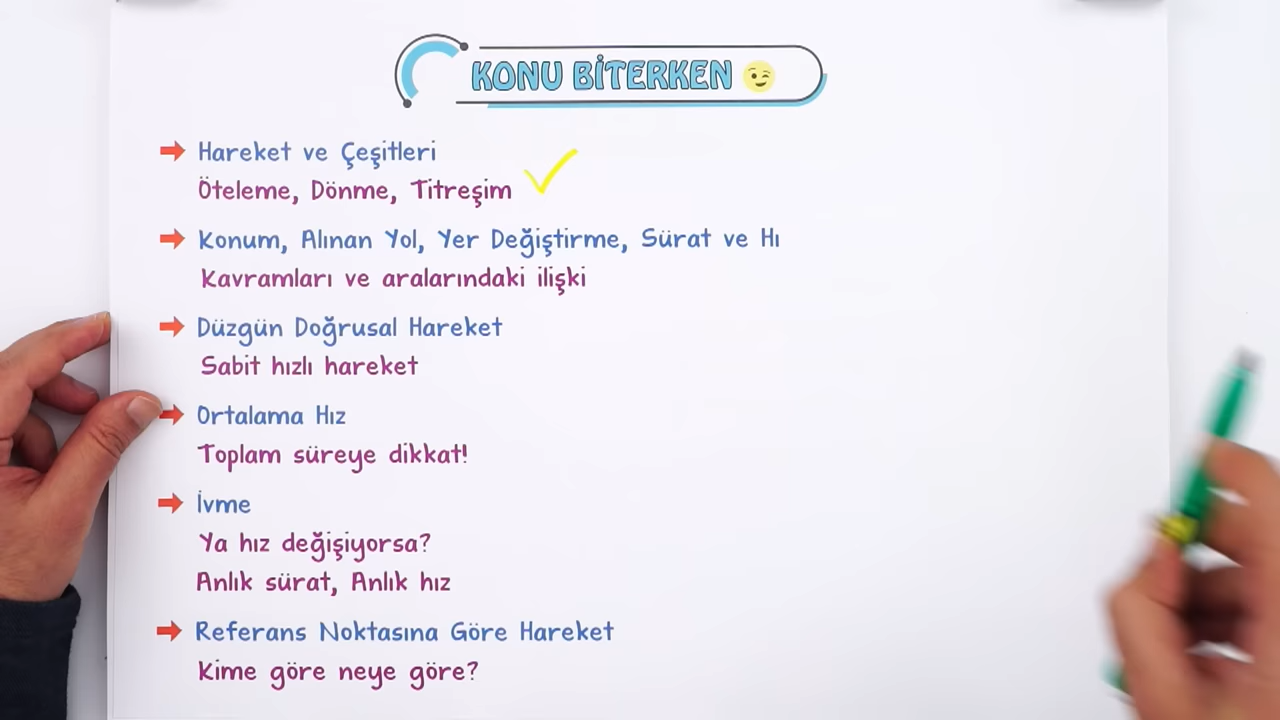 KONU BİTERKEN
Hareket ve Çeşitleri
Öteleme, Dönme, Titreşim
Konum, Alınan Yol, Yer Değiştirme, Sürat ve Hı
Kavramları ve aralarındaki ilişki
Düzgün Doğrusal Hareket
Sabit hızlı hareket
Ortalama Hız
Toplam süreye dikkat!
İvme
Ya hız değişiyorsa?
Anlık sürat, Anlık hız
Referans Noktasına Göre Hareket
Kime göre neye göre?